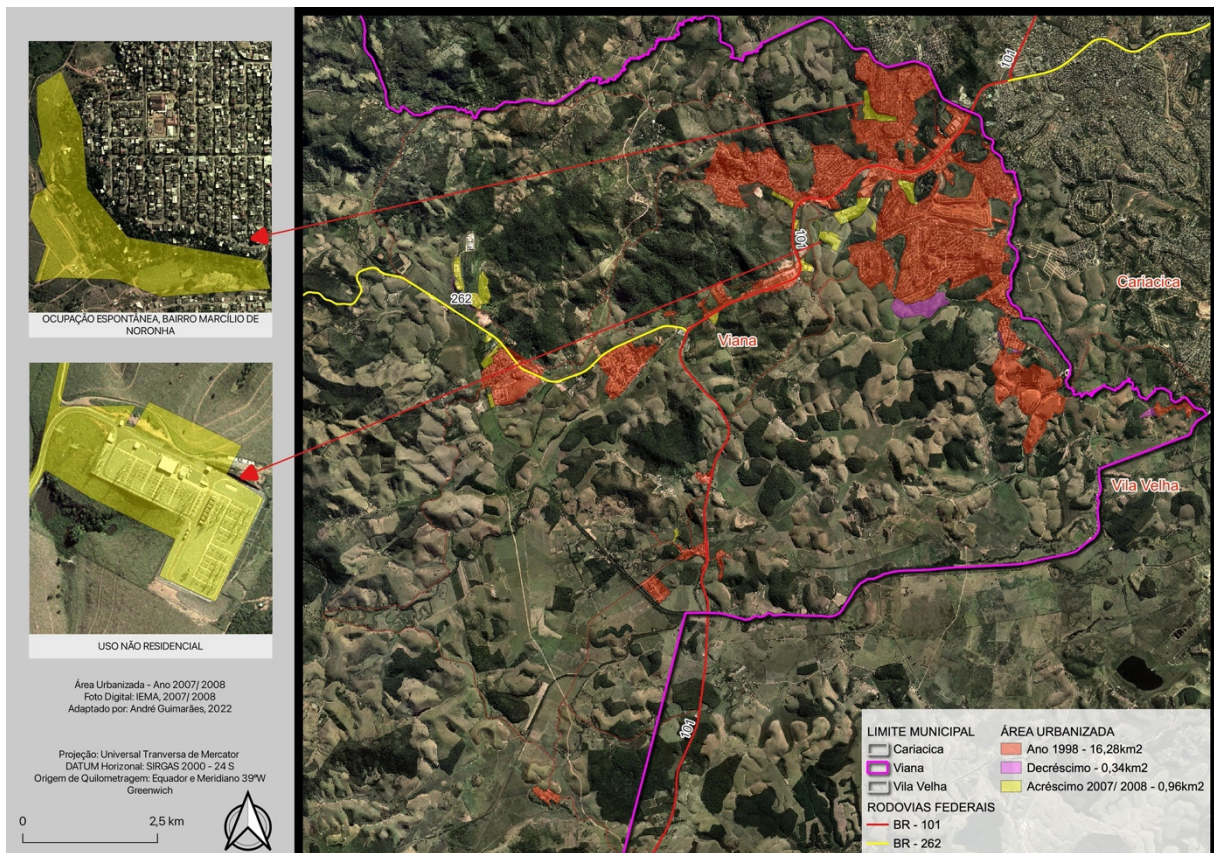 OCUPAÇÃO ESPONTÂNEA, BAIRRO MARCÍLIO DE
NORONHA
USO NÃO RESIDENCIAL
Área Urbanizada - Ano 2007/ 2008
Foto Digital: IEMA, 2007/ 2008
Adaptado por: André Guimarães, 2022
Projeção: Universal Tranversa de Mercator
DATUM Horizontal: SIRGAS 2000 - 24 S
Origem de Quilometragem: Equador e Meridiano 39ºW
Greenwich
0 2,5 km
101
101
262
Cariacica
Viana
Vila Velha
101
LIMITE MUNICIPAL
Cariacica
Viana
Vila Velha
RODOVIAS FEDERAIS
BR - 101
BR - 262
ÁREA URBANIZADA
Ano 1998 - 16,28km2
Decréscimo - 0,34km2
Acréscimo 2007/ 2008 - 0,96km2